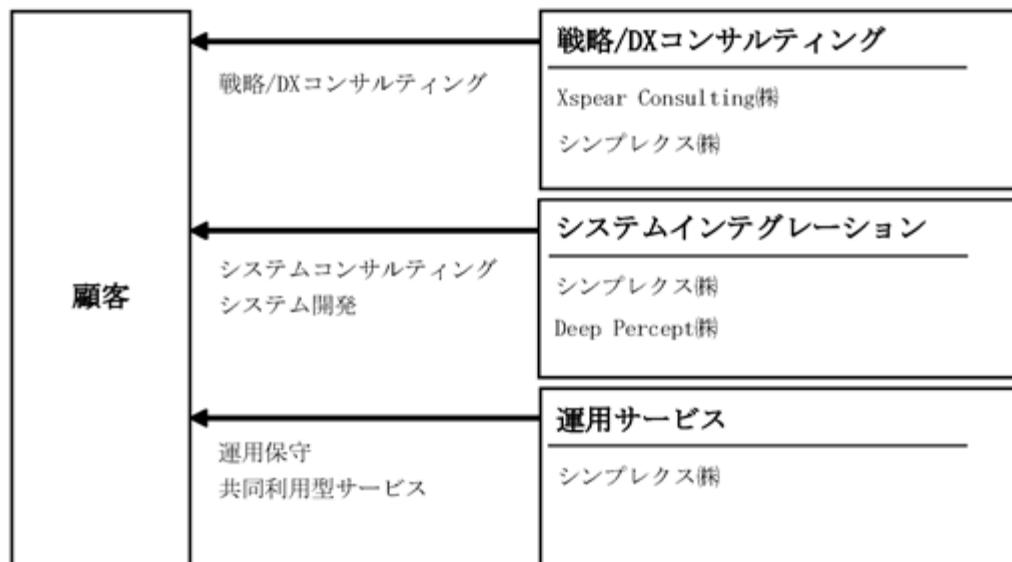 戦略/DXコンサルティング
戦略/DXコンサルティング
Xspear Consulting㈱
シンプレクス㈱
システムインテグレーション
システムコンサルティング
システム開発
シンプレクス㈱
Deep Percept㈱
顧客
運用サービス
運用保守
共同利用型サービス
シンプレクス㈱